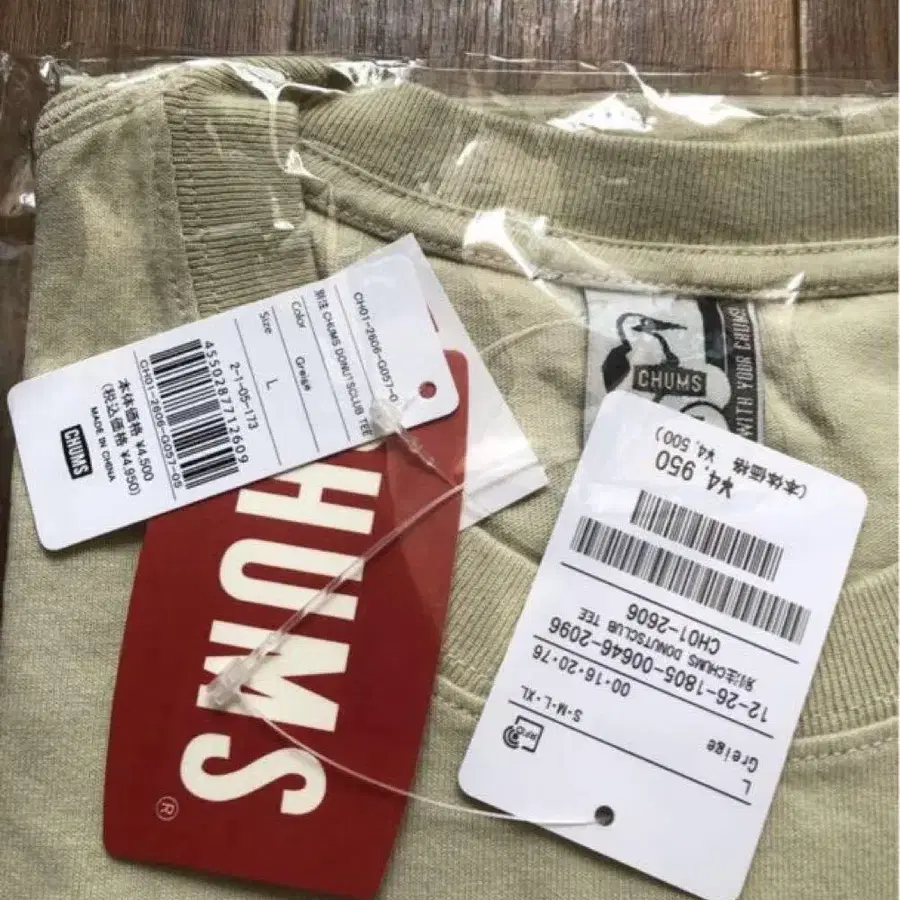 CH01-2606-G057-0
別注 CHUMS DONUTSCLUB TEE
Color Greige
Size L
2-1-05-173
4550287712609
CH01-2606-G057-05
本体価格 ¥4,500
(税込価格 ¥4,950)
MADE IN CHINA
CHUMS
CHUMS
®
CHUMS
WITH YOUR CHUMS
L
Greige
S・M・L・XL
00・16・20・76
12-26-1805-00646-2096
別注CHUMS DONUTSCLUB TEE
CH01-2606
¥4,950
(本体価格 ¥4,500)
RFID